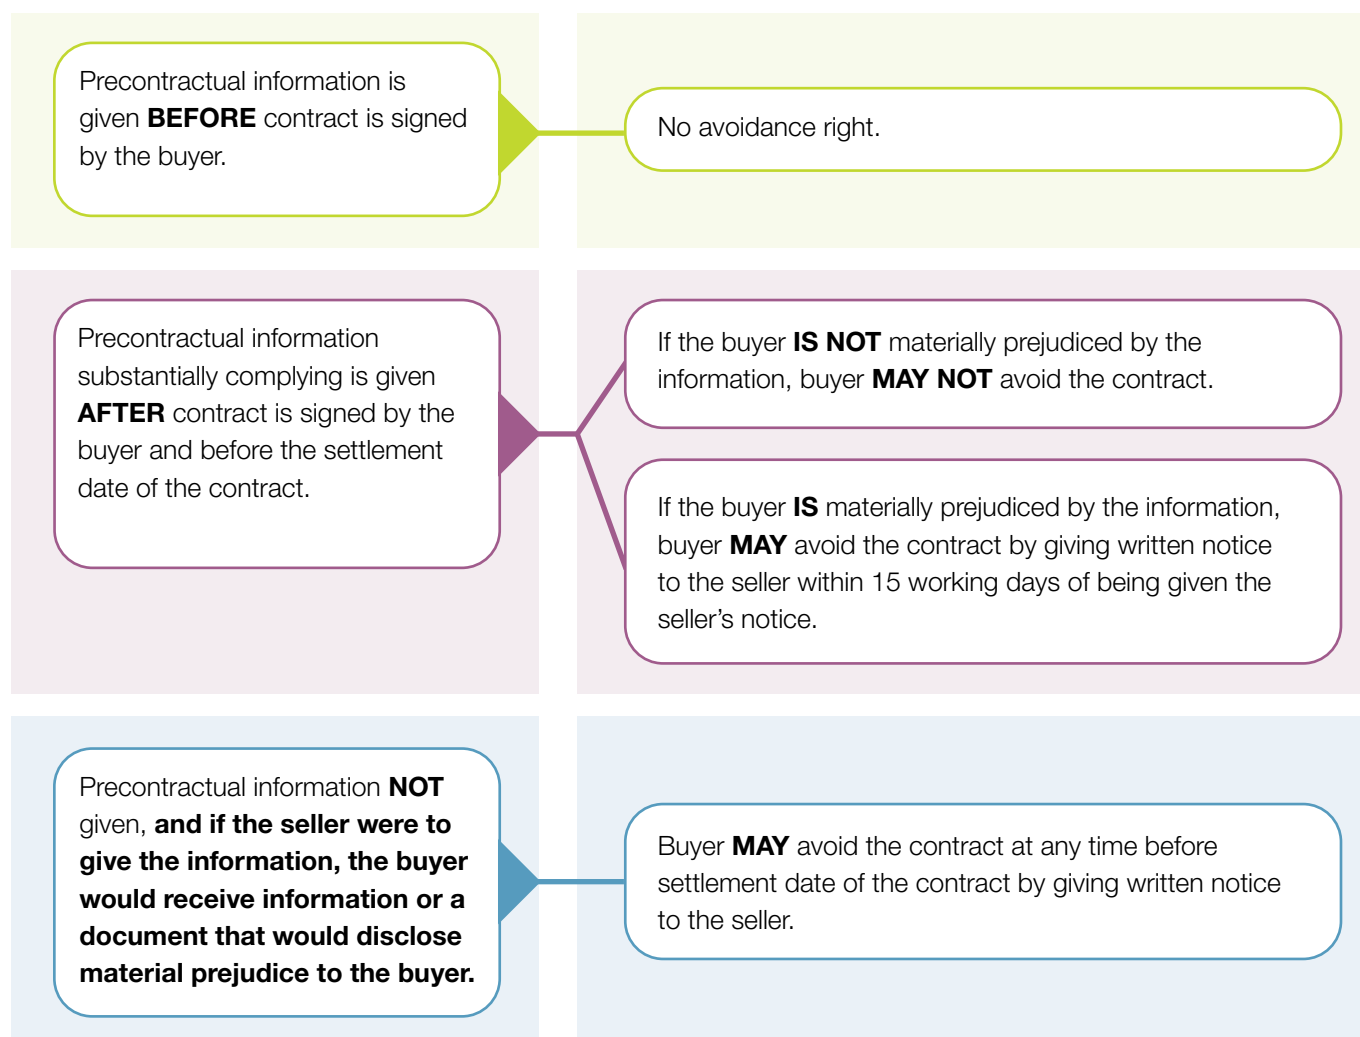 Precontractual information is
given BEFORE contract is signed
by the buyer.
No avoidance right.
Precontractual information
substantially complying is given
AFTER contract is signed by the
buyer and before the settlement
date of the contract.
If the buyer IS NOT materially prejudiced by the
information, buyer MAY NOT avoid the contract.
If the buyer IS materially prejudiced by the information,
buyer MAY avoid the contract by giving written notice
to the seller within 15 working days of being given the
seller’s notice.
Precontractual information NOT
given, and if the seller were to
give the information, the buyer
would receive information or a
document that would disclose
material prejudice to the buyer.
Buyer MAY avoid the contract at any time before
settlement date of the contract by giving written notice
to the seller.